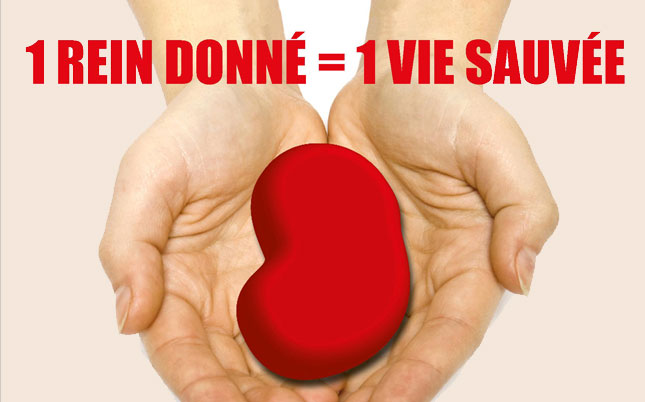 1 REIN DONNÉ = 1 VIE SAUVÉE